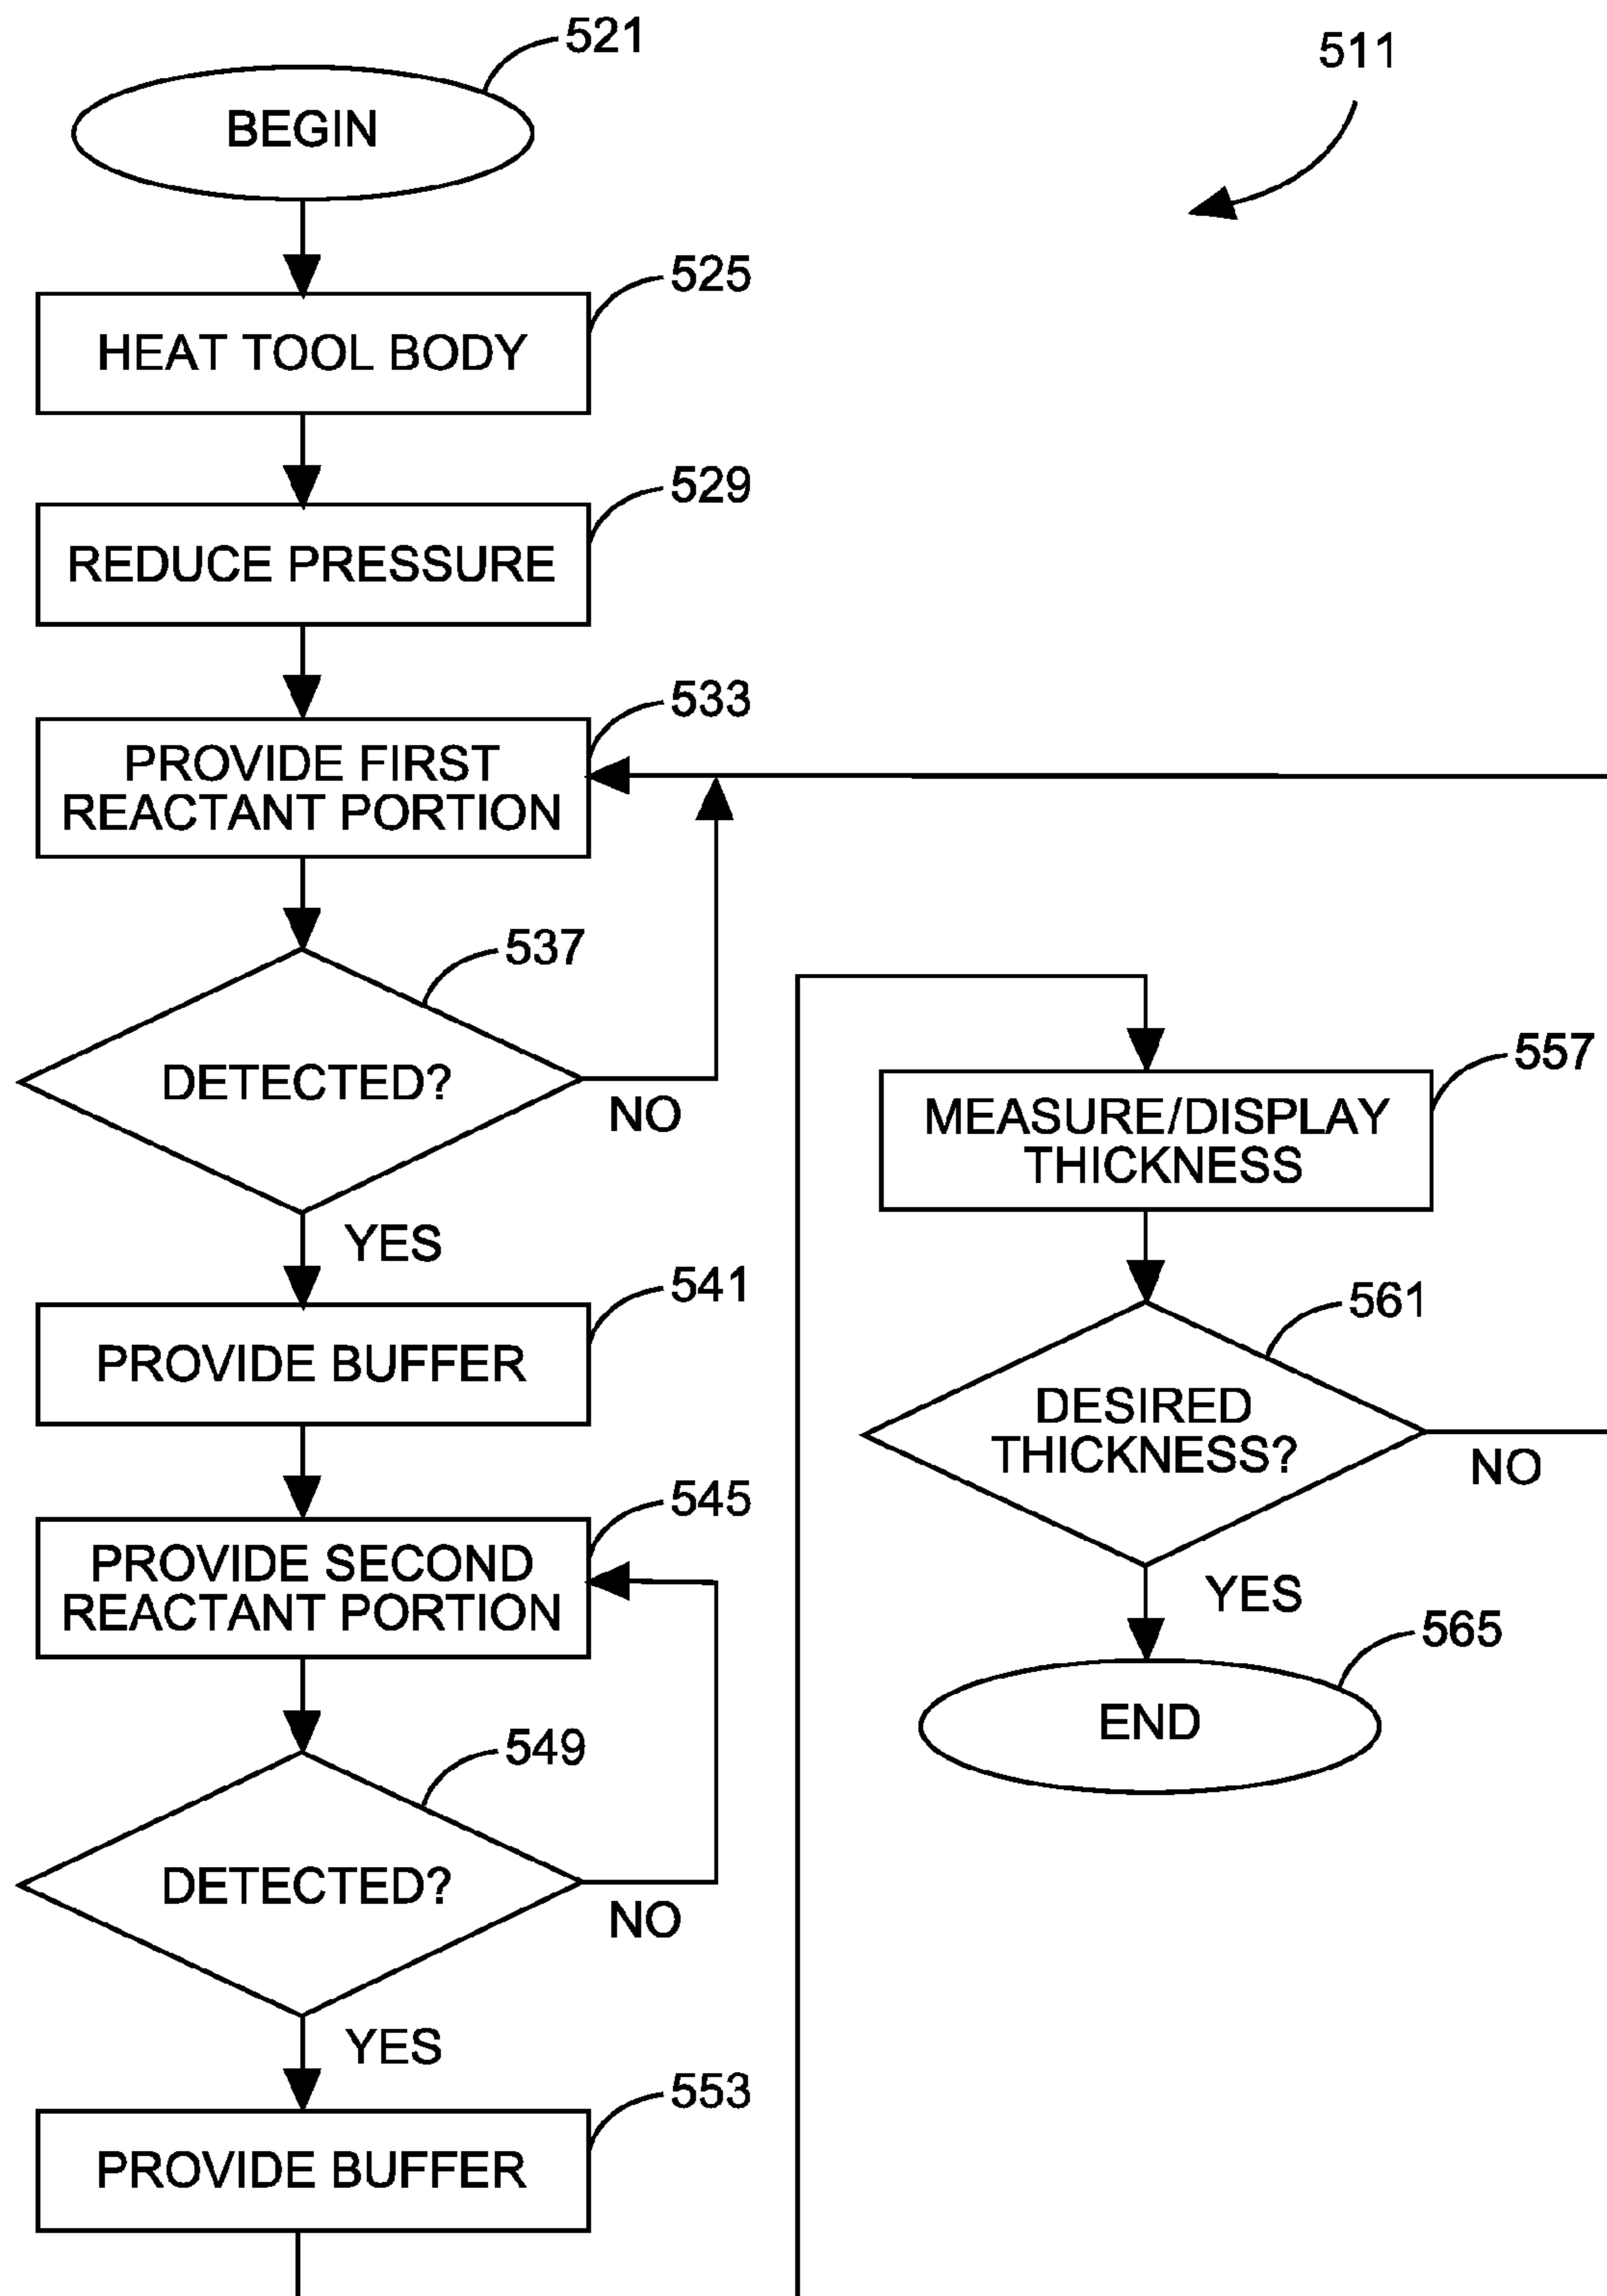 521
BEGIN
511
525
HEAT TOOL BODY
529
REDUCE PRESSURE
533
PROVIDE FIRST
REACTANT PORTION
537
DETECTED?
NO
YES
541
PROVIDE BUFFER
545
PROVIDE SECOND
REACTANT PORTION
549
DETECTED?
NO
YES
553
PROVIDE BUFFER
557
MEASURE/DISPLAY
THICKNESS
561
DESIRED
THICKNESS?
NO
YES
565
END